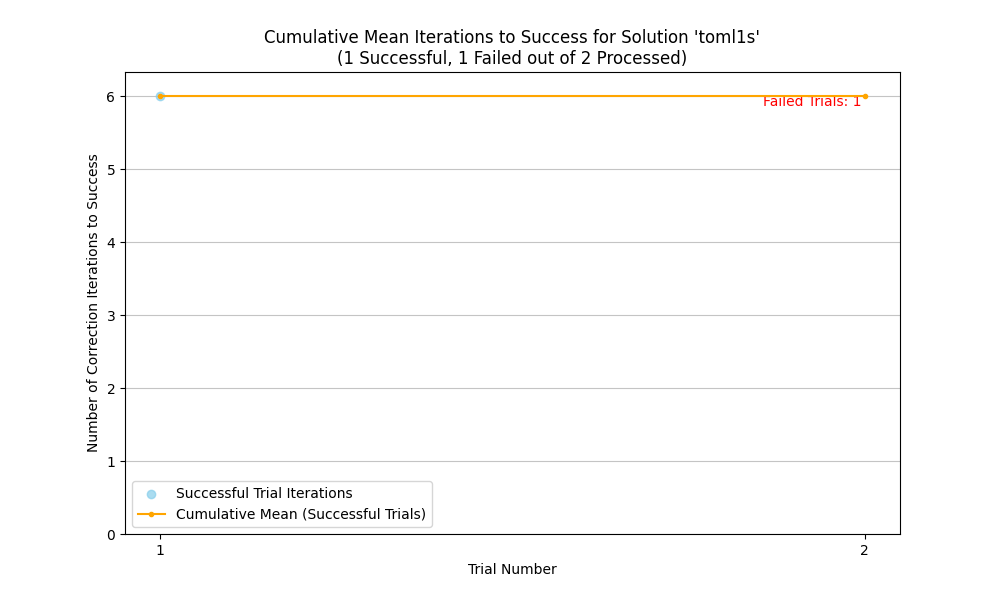 Cumulative Mean Iterations to Success for Solution 'toml1s'
(1 Successful, 1 Failed out of 2 Processed)
Number of Correction Iterations to Success
6
5
4
3
2
1
0
Failed Trials: 1
Successful Trial Iterations
Cumulative Mean (Successful Trials)
1
2
Trial Number